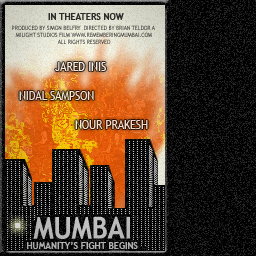 IN THEATERS NOW
PRODUCED BY SIMON BELFRY DIRECTED BY BRIAN TELDOR A
MILIGHT STUDIOS FILM WWW.REMEMBERINGMUMBAI.COM
ALL RIGHTS RESERVED
JARED INIS
NIDAL SAMPSON
NOUR PRAKESH
MUMBAI
HUMANITY'S FIGHT BEGINS